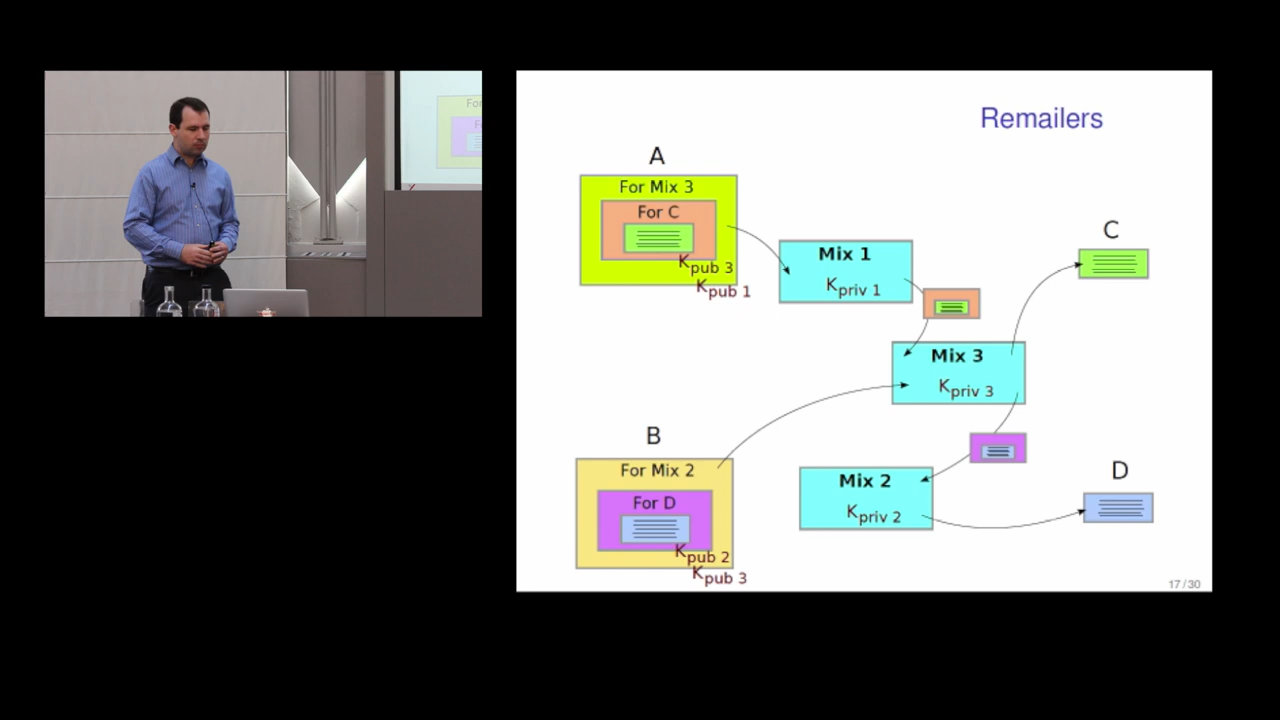 Remailers
A
For Mix 3
For C
Kpub 3
Kpub 1
Mix 1
Kpriv 1
C
Mix 3
Kpriv 3
B
For Mix 2
For D
Kpub 2
Kpub 3
Mix 2
Kpriv 2
D
17/30
For